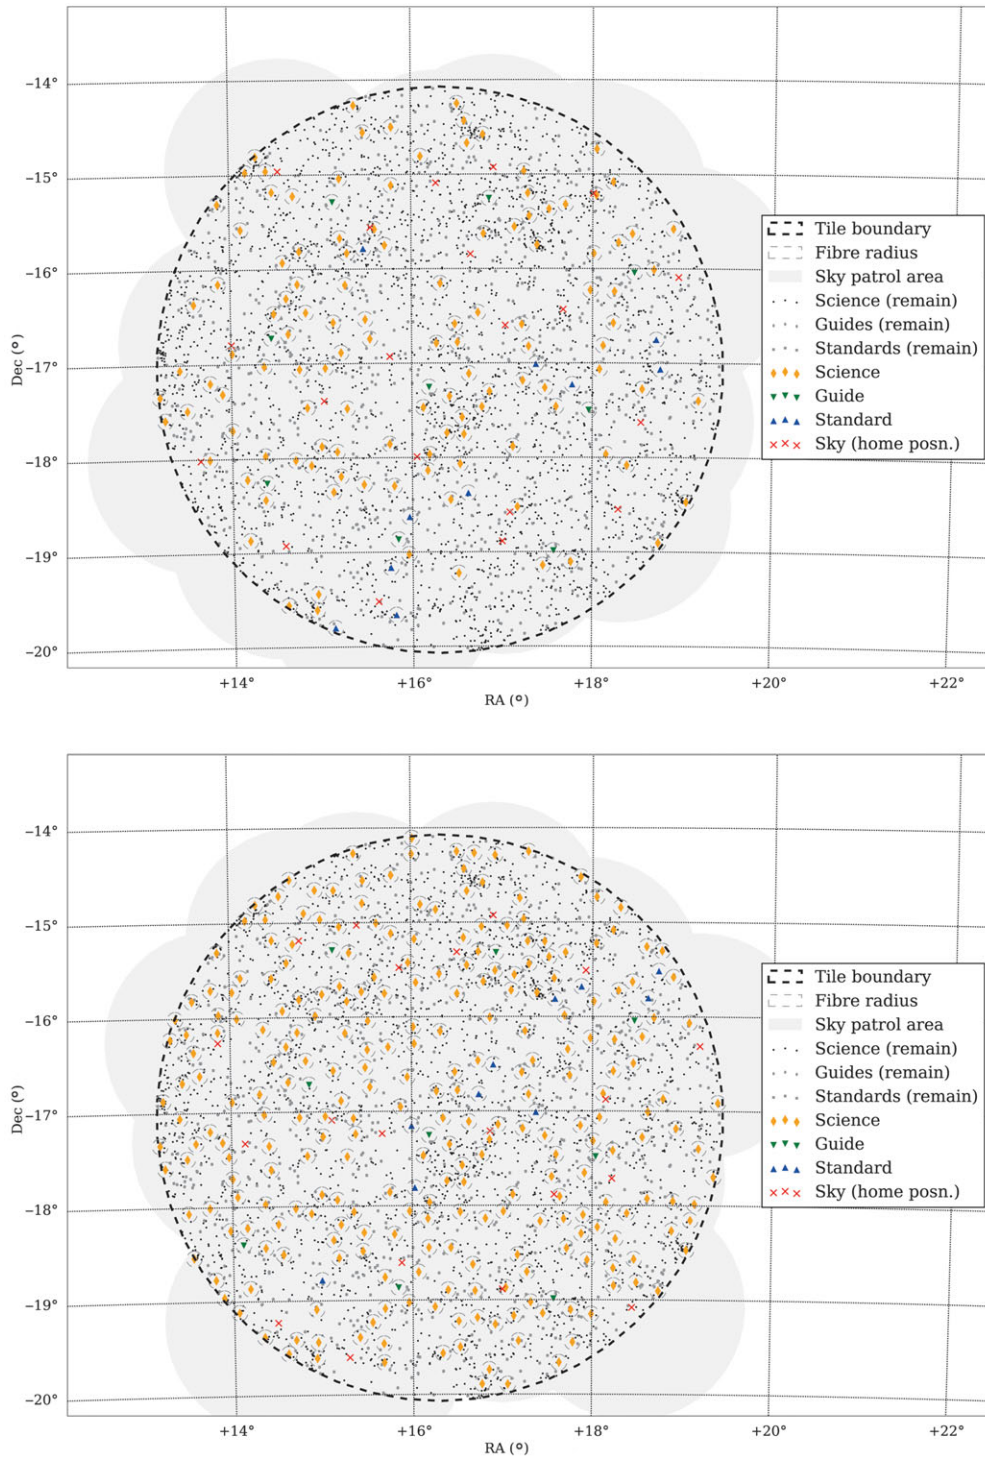 −14°
−15°
−16°
−17°
−18°
−19°
−20°
Dec (°)
Tile boundary
Fibre radius
Sky patrol area
Science (remain)
Guides (remain)
Standards (remain)
Science
Guide
Standard
Sky (home posn.)
+14° +16° +18° +20° +22°
RA (°)
−14°
−15°
−16°
−17°
−18°
−19°
−20°
Dec (°)
Tile boundary
Fibre radius
Sky patrol area
Science (remain)
Guides (remain)
Standards (remain)
Science
Guide
Standard
Sky (home posn.)
+14° +16° +18° +20° +22°
RA (°)